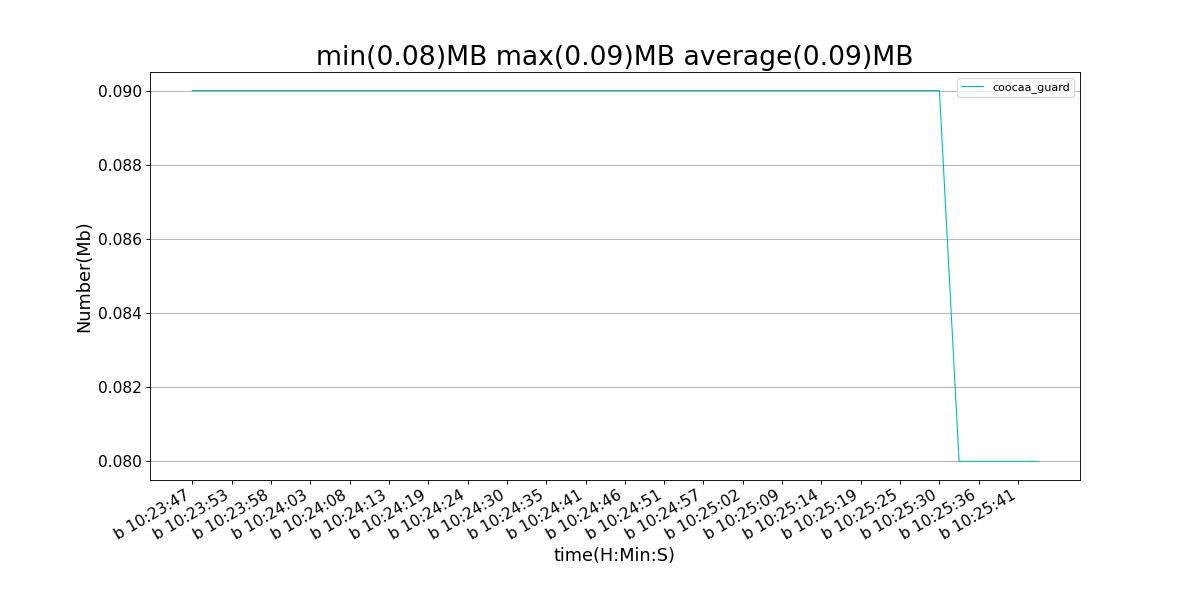 min(0.08)MB max(0.09)MB average(0.09)MB
coocaa_guard
0.090
0.088
0.086
0.084
0.082
0.080
Number(Mb)
b 10:23:47
b 10:23:53
b 10:23:58
b 10:24:03
b 10:24:08
b 10:24:13
b 10:24:19
b 10:24:24
b 10:24:30
b 10:24:35
b 10:24:41
b 10:24:46
b 10:24:51
b 10:24:57
b 10:25:02
b 10:25:09
b 10:25:14
b 10:25:19
b 10:25:25
b 10:25:30
b 10:25:36
b 10:25:41
time(H:Min:S)